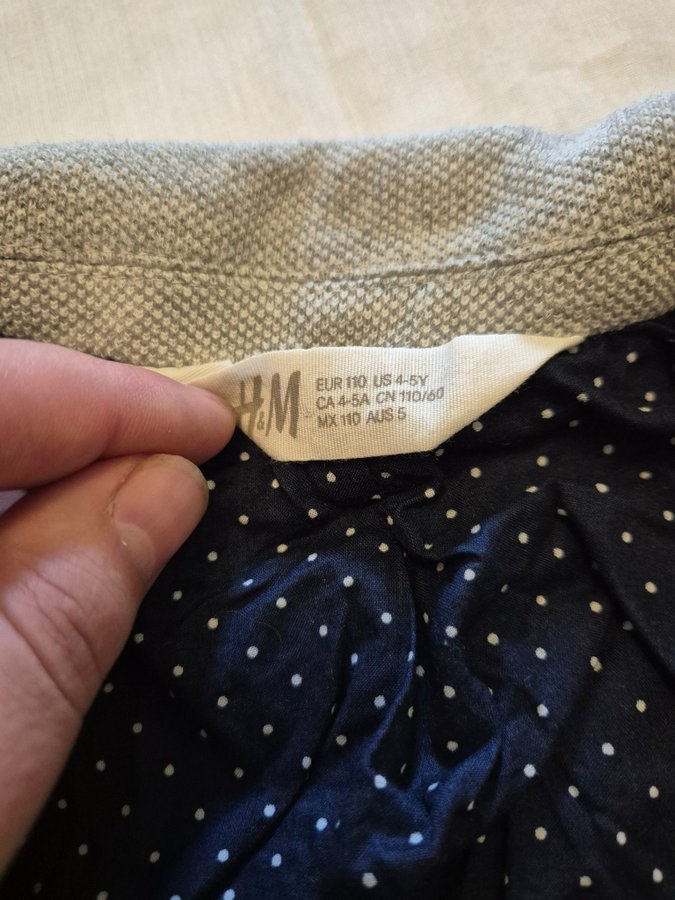 H&M
EUR 110 US 4-5Y
CA 4-5A CN 110/60
MX 110 AUS 5